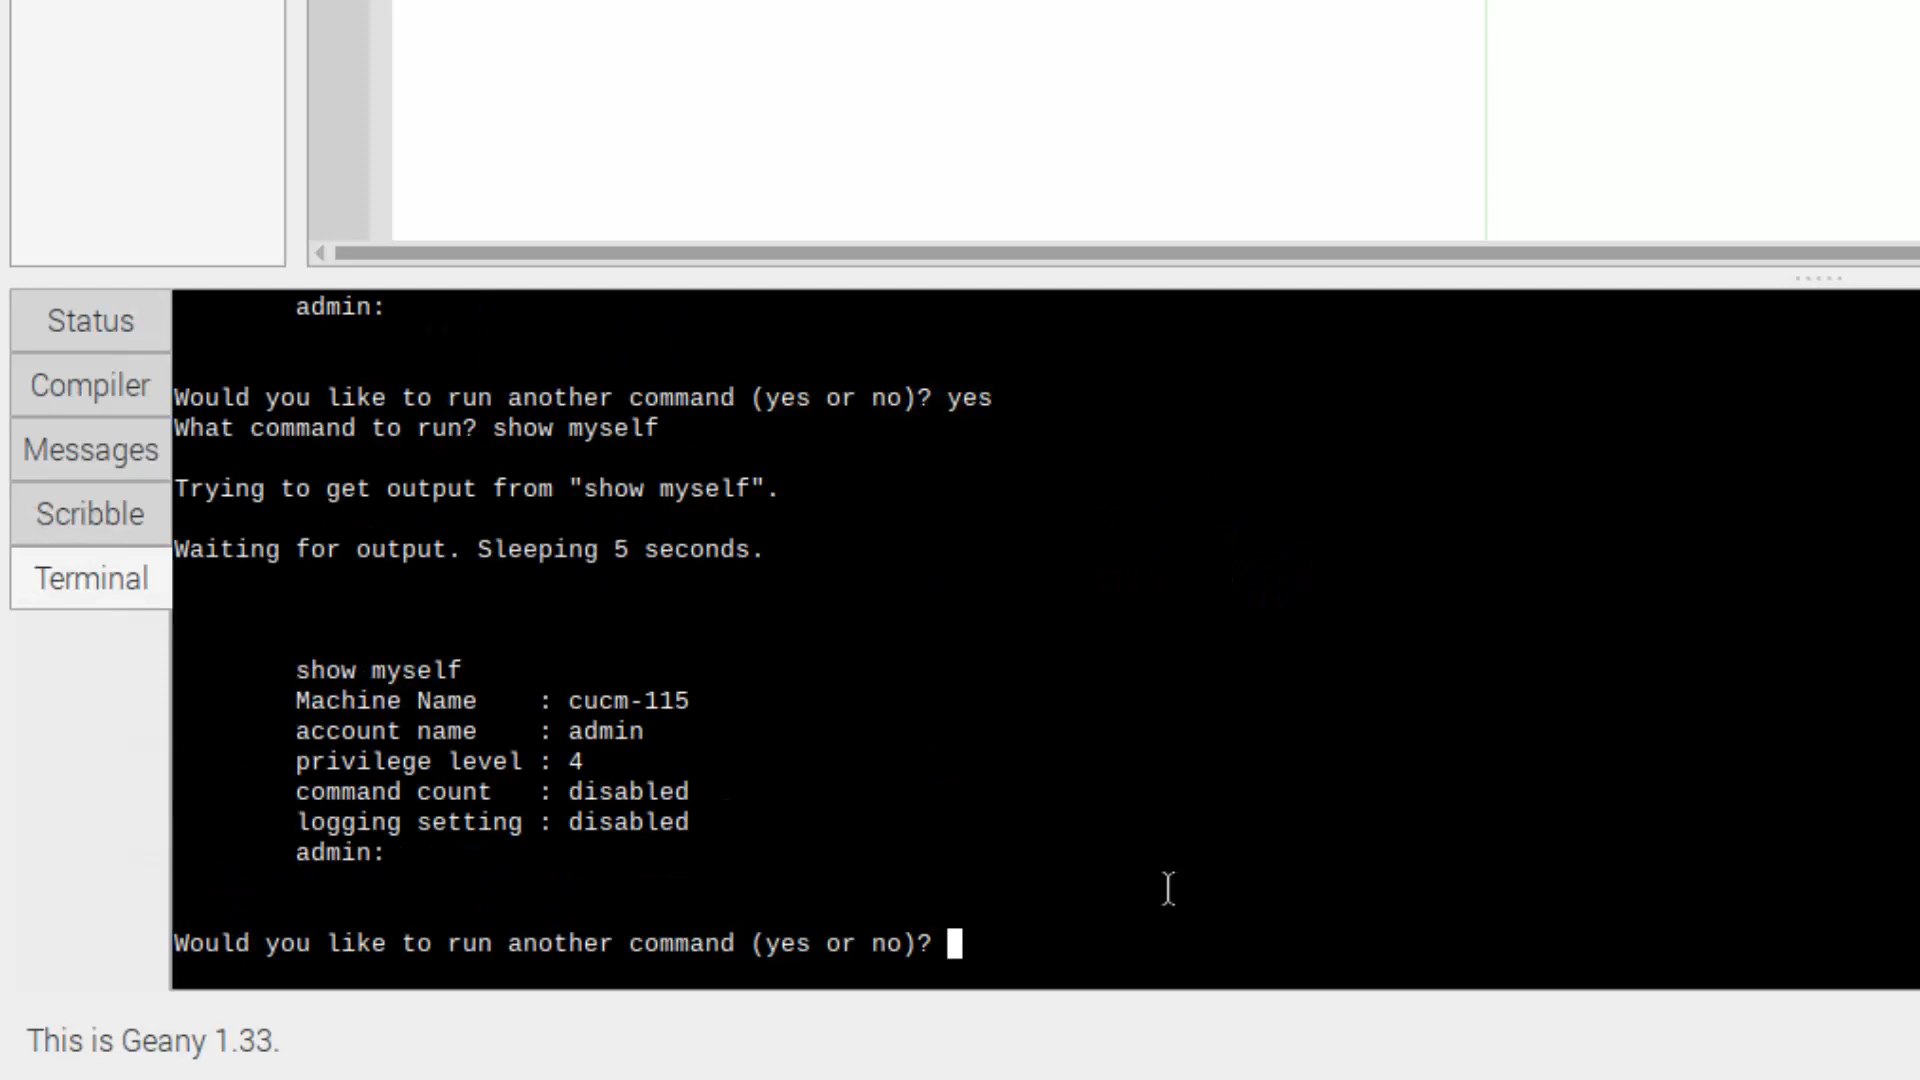 admin:
Status
Compiler
Messages
Scribble
Terminal
Would you like to run another command (yes or no)? yes
What command to run? show myself
Trying to get output from "show myself".
Waiting for output. Sleeping 5 seconds.
show myself
Machine Name    : cucm-115
account name    : admin
privilege level : 4
command count   : disabled
logging setting : disabled
admin:
Would you like to run another command (yes or no)?
This is Geany 1.33.